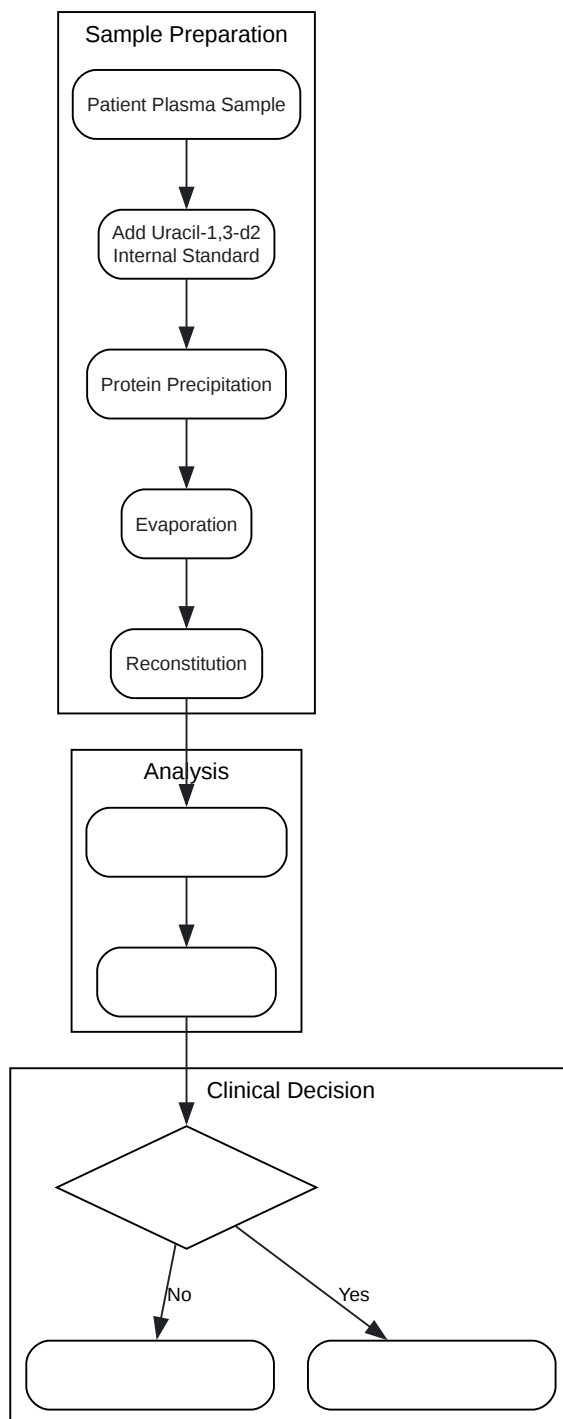 Sample Preparation
Patient Plasma Sample
Add Uracil-1,3-d2
Internal Standard
Protein Precipitation
Evaporation
Reconstitution
Analysis
Clinical Decision
No
Yes